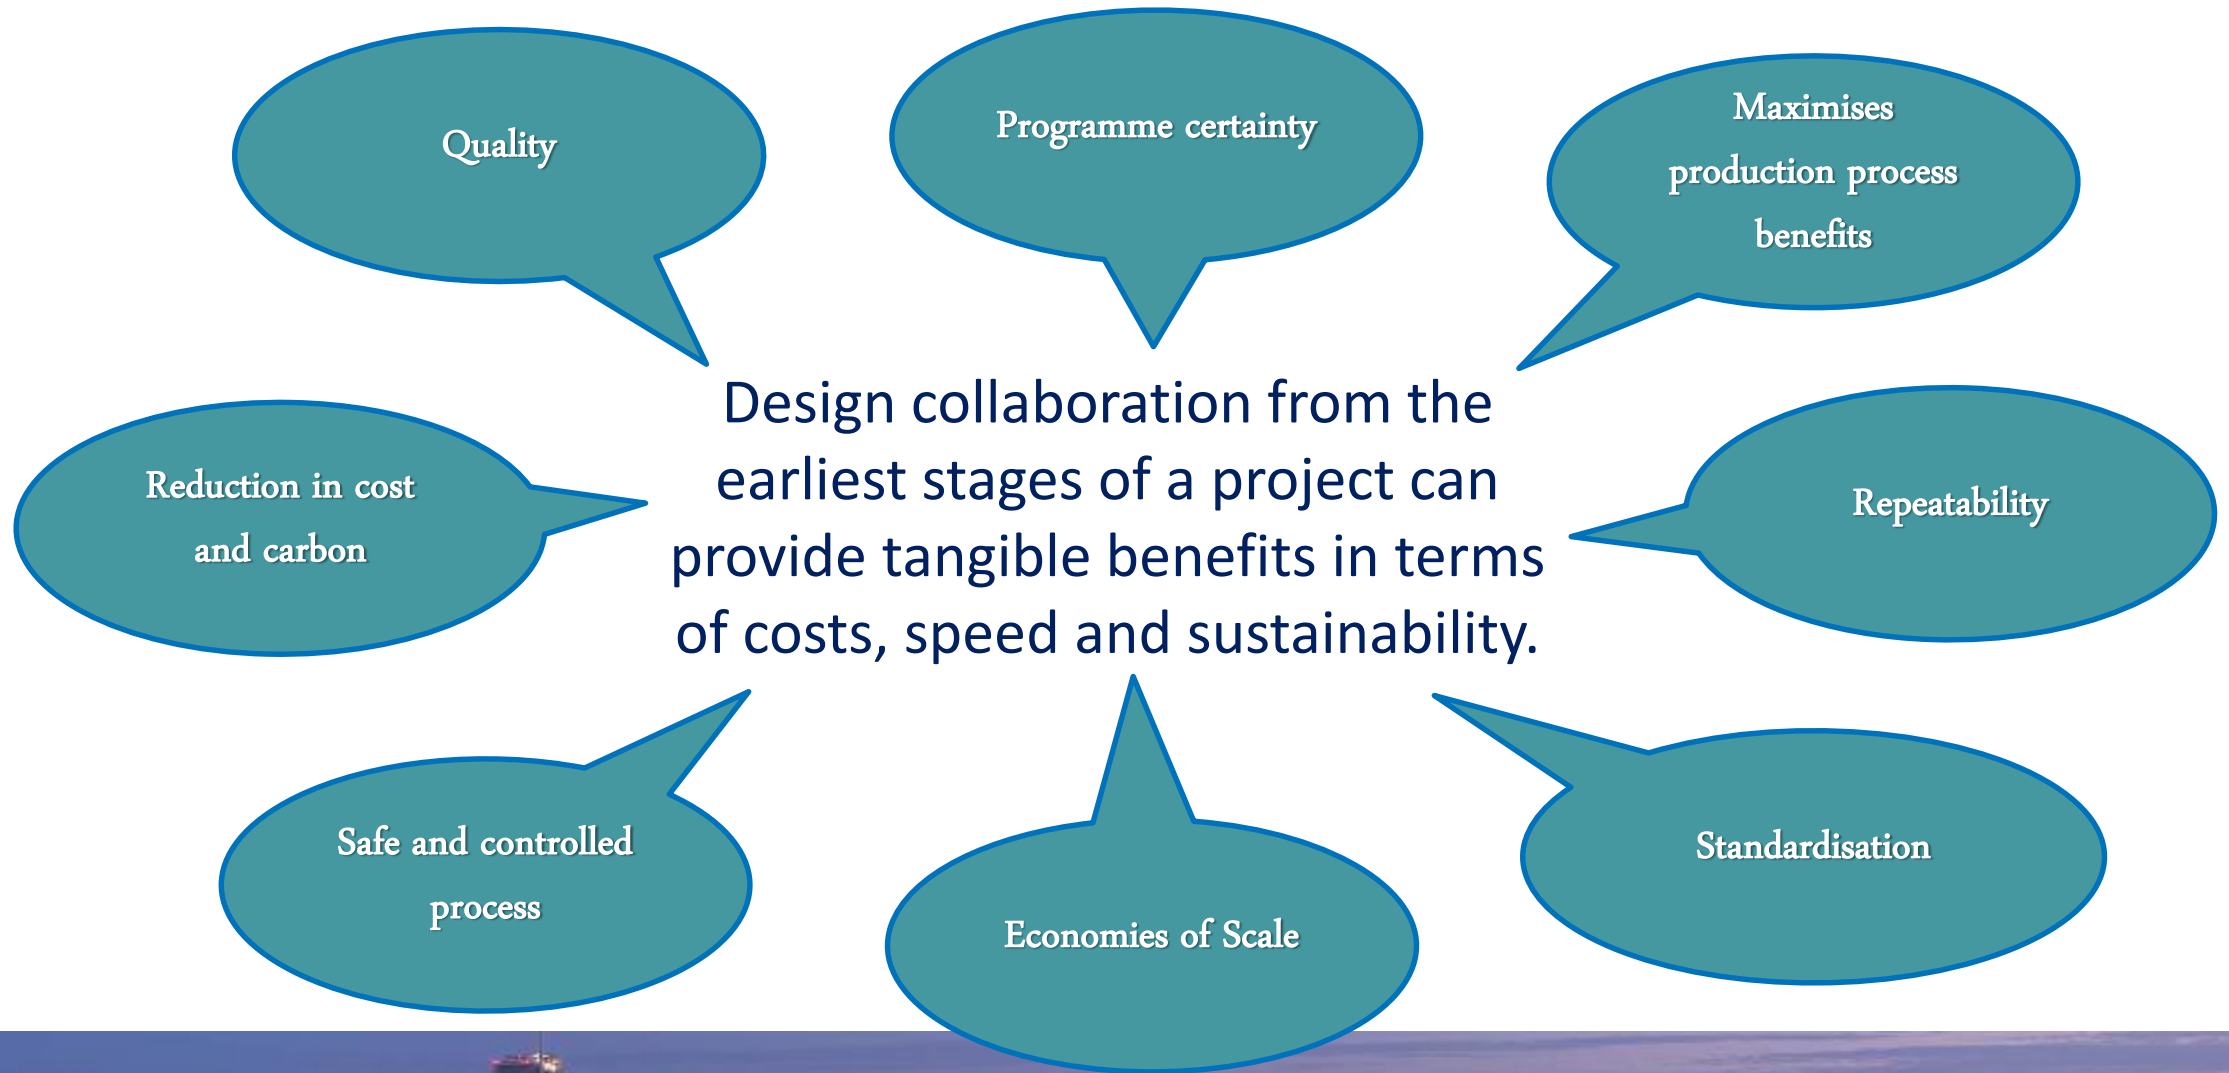 Quality
Programme certainty
Maximises
production process
benefits
Reduction in cost
and carbon
Design collaboration from the
earliest stages of a project can
provide tangible benefits in terms
of costs, speed and sustainability.
Repeatability
Safe and controlled
process
Economies of Scale
Standardisation